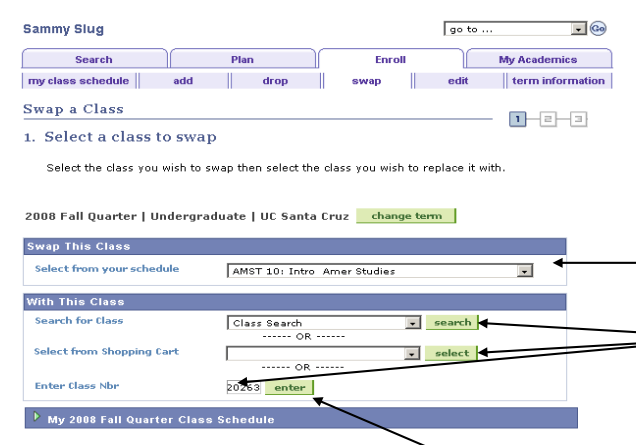 Sammy Slug go to ... Go
Search Plan Enroll My Academics
my class schedule add drop swap edit term information
Swap a Class
1 2 3
1. Select a class to swap
Select the class you wish to swap then select the class you wish to replace it with.
2008 Fall Quarter | Undergraduate | UC Santa Cruz change term
Swap This Class
Select from your schedule AMST 10: Intro Amer Studies
With This Class
Search for Class Class Search search
------ OR ------
Select from Shopping Cart select
------ OR ------
Enter Class Nbr 20263 enter
My 2008 Fall Quarter Class Schedule